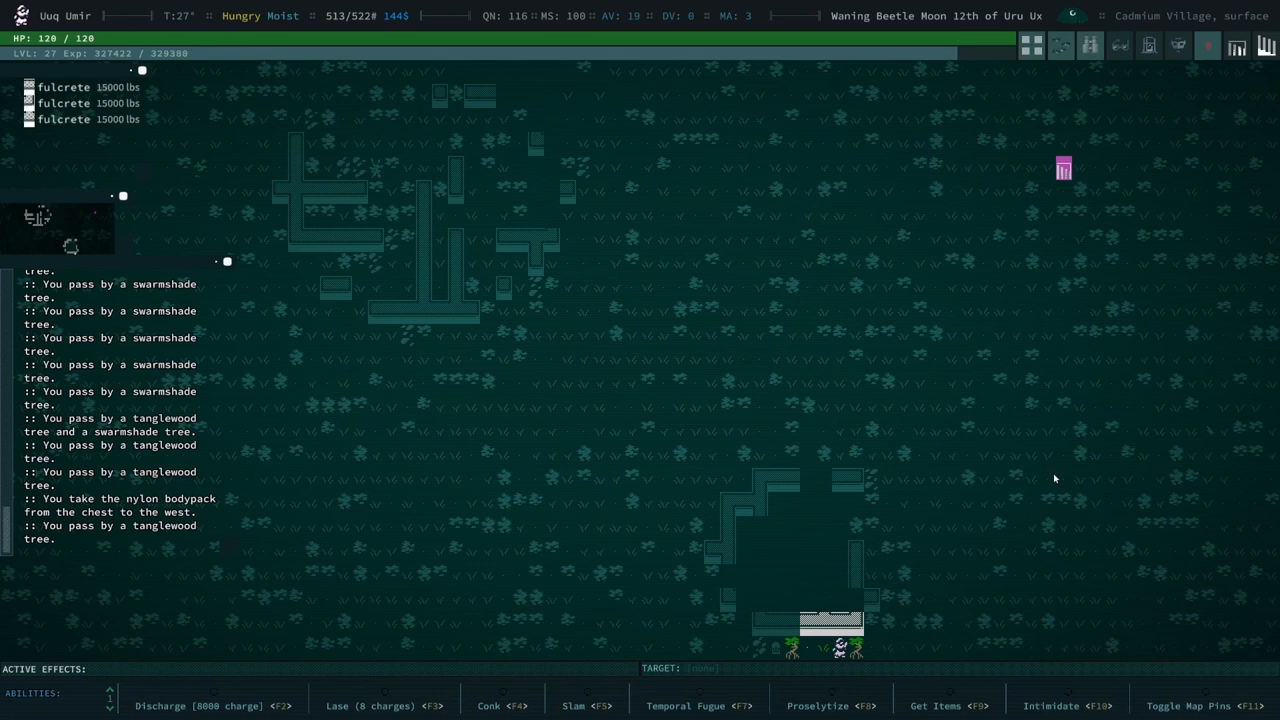 Uuq Umir T:27° :: Hungry Moist :: 513/522# 144$ QN: 116 :: MS: 100 :: AV: 19 :: DV: 0 :: MA: 3 Waning Beetle Moon 12th of Uru Ux :: Cadmium Village, surface
HP: 120 / 120
LVL: 27 Exp: 327422 / 329380
fulcrete 15000 lbs
fulcrete 15000 lbs
fulcrete 15000 lbs
tree.
:: You pass by a swarmshade
tree.
:: You pass by a swarmshade
tree.
:: You pass by a swarmshade
tree.
:: You pass by a swarmshade
tree.
:: You pass by a swarmshade
tree.
:: You pass by a tanglewood
tree and a swarmshade tree.
:: You pass by a tanglewood
tree.
:: You pass by a tanglewood
tree.
:: You take the nylon bodypack
from the chest to the west.
:: You pass by a tanglewood
tree.
ACTIVE EFFECTS: TARGET: [none]
ABILITIES: 1 Discharge [8000 charge] <F2> Lase (8 charges) <F3> Conk <F4> Slam <F5> Temporal Fugue <F7> Proselytize <F8> Get Items <F9> Intimidate <F10> Toggle Map Pins <F11>